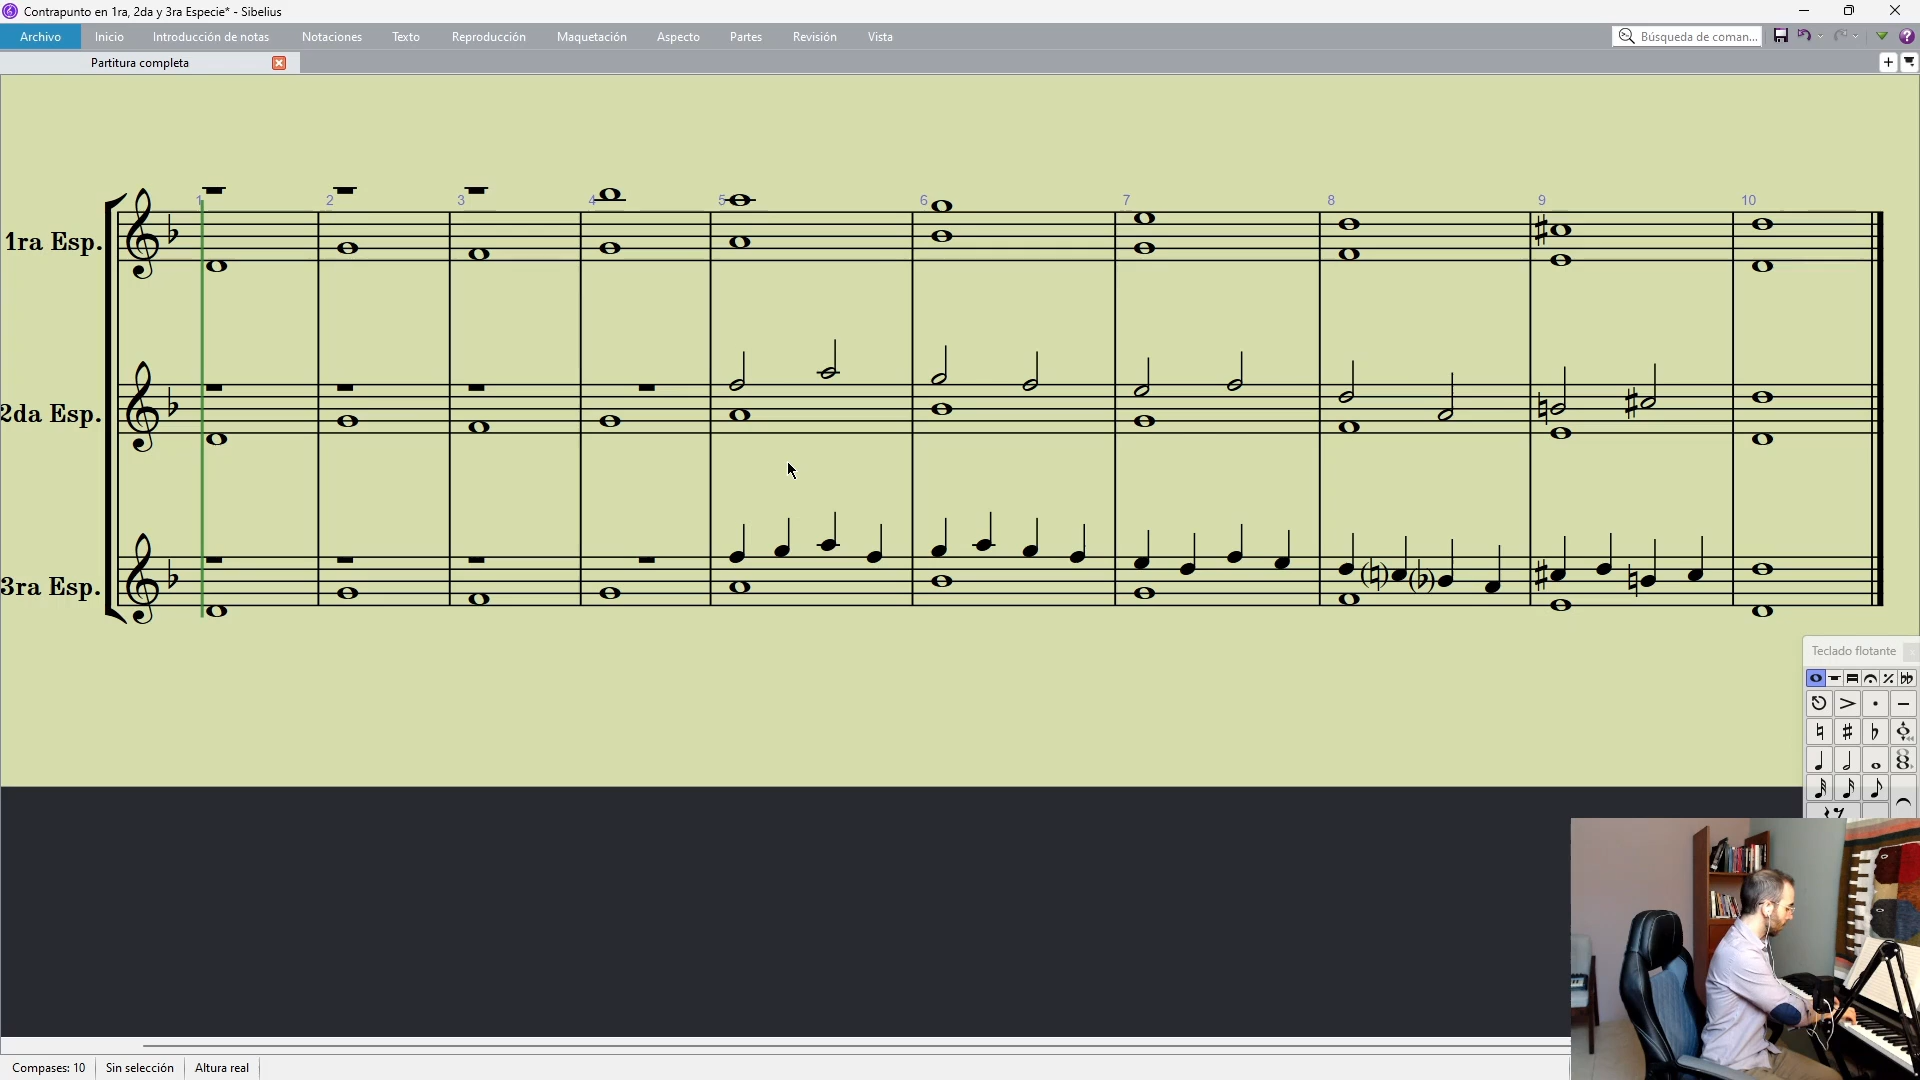 Contrapunto en 1ra, 2da y 3ra Especie* - Sibelius
Archivo Inicio Introducción de notas Notaciones Texto Reproducción Maquetación Aspecto Partes Revisión Vista Búsqueda de coman...
Partitura completa
1 2 3 4 5 6 7 8 9 10
1ra Esp.
2da Esp.
3ra Esp.
Teclado flotante
Compases: 10 Sin selección Altura real